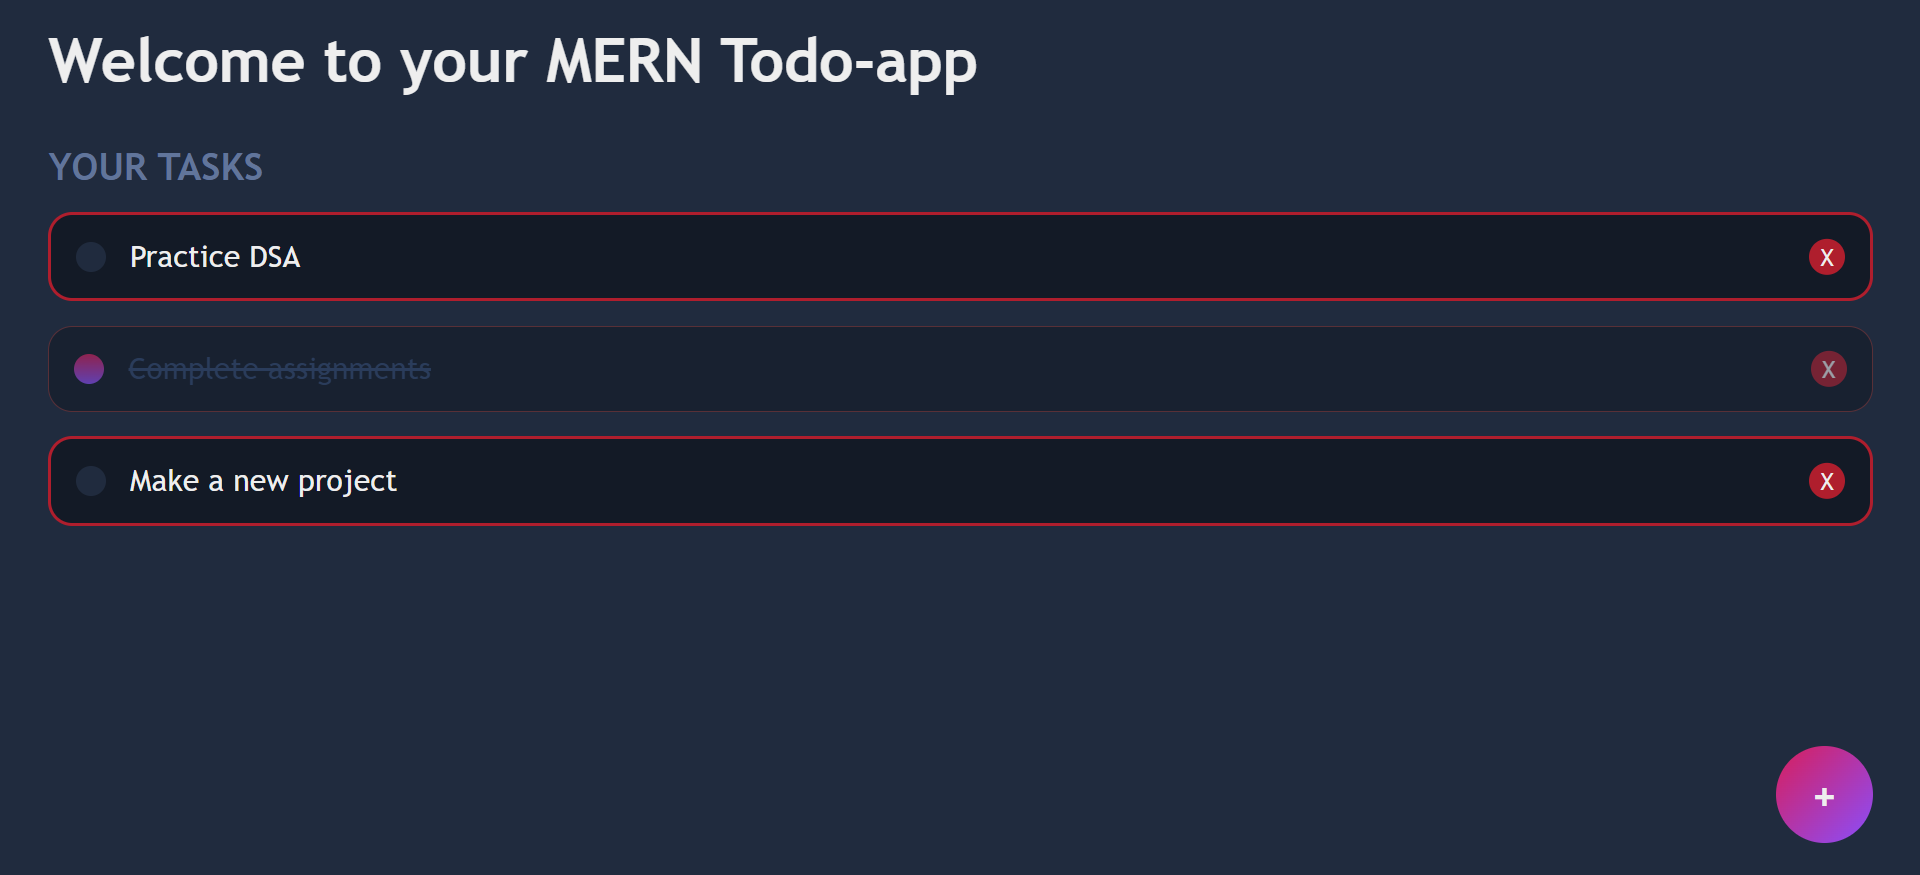 Welcome to your MERN Todo-app
YOUR TASKS
Practice DSA
X
Complete assignments
X
Make a new project
X
+